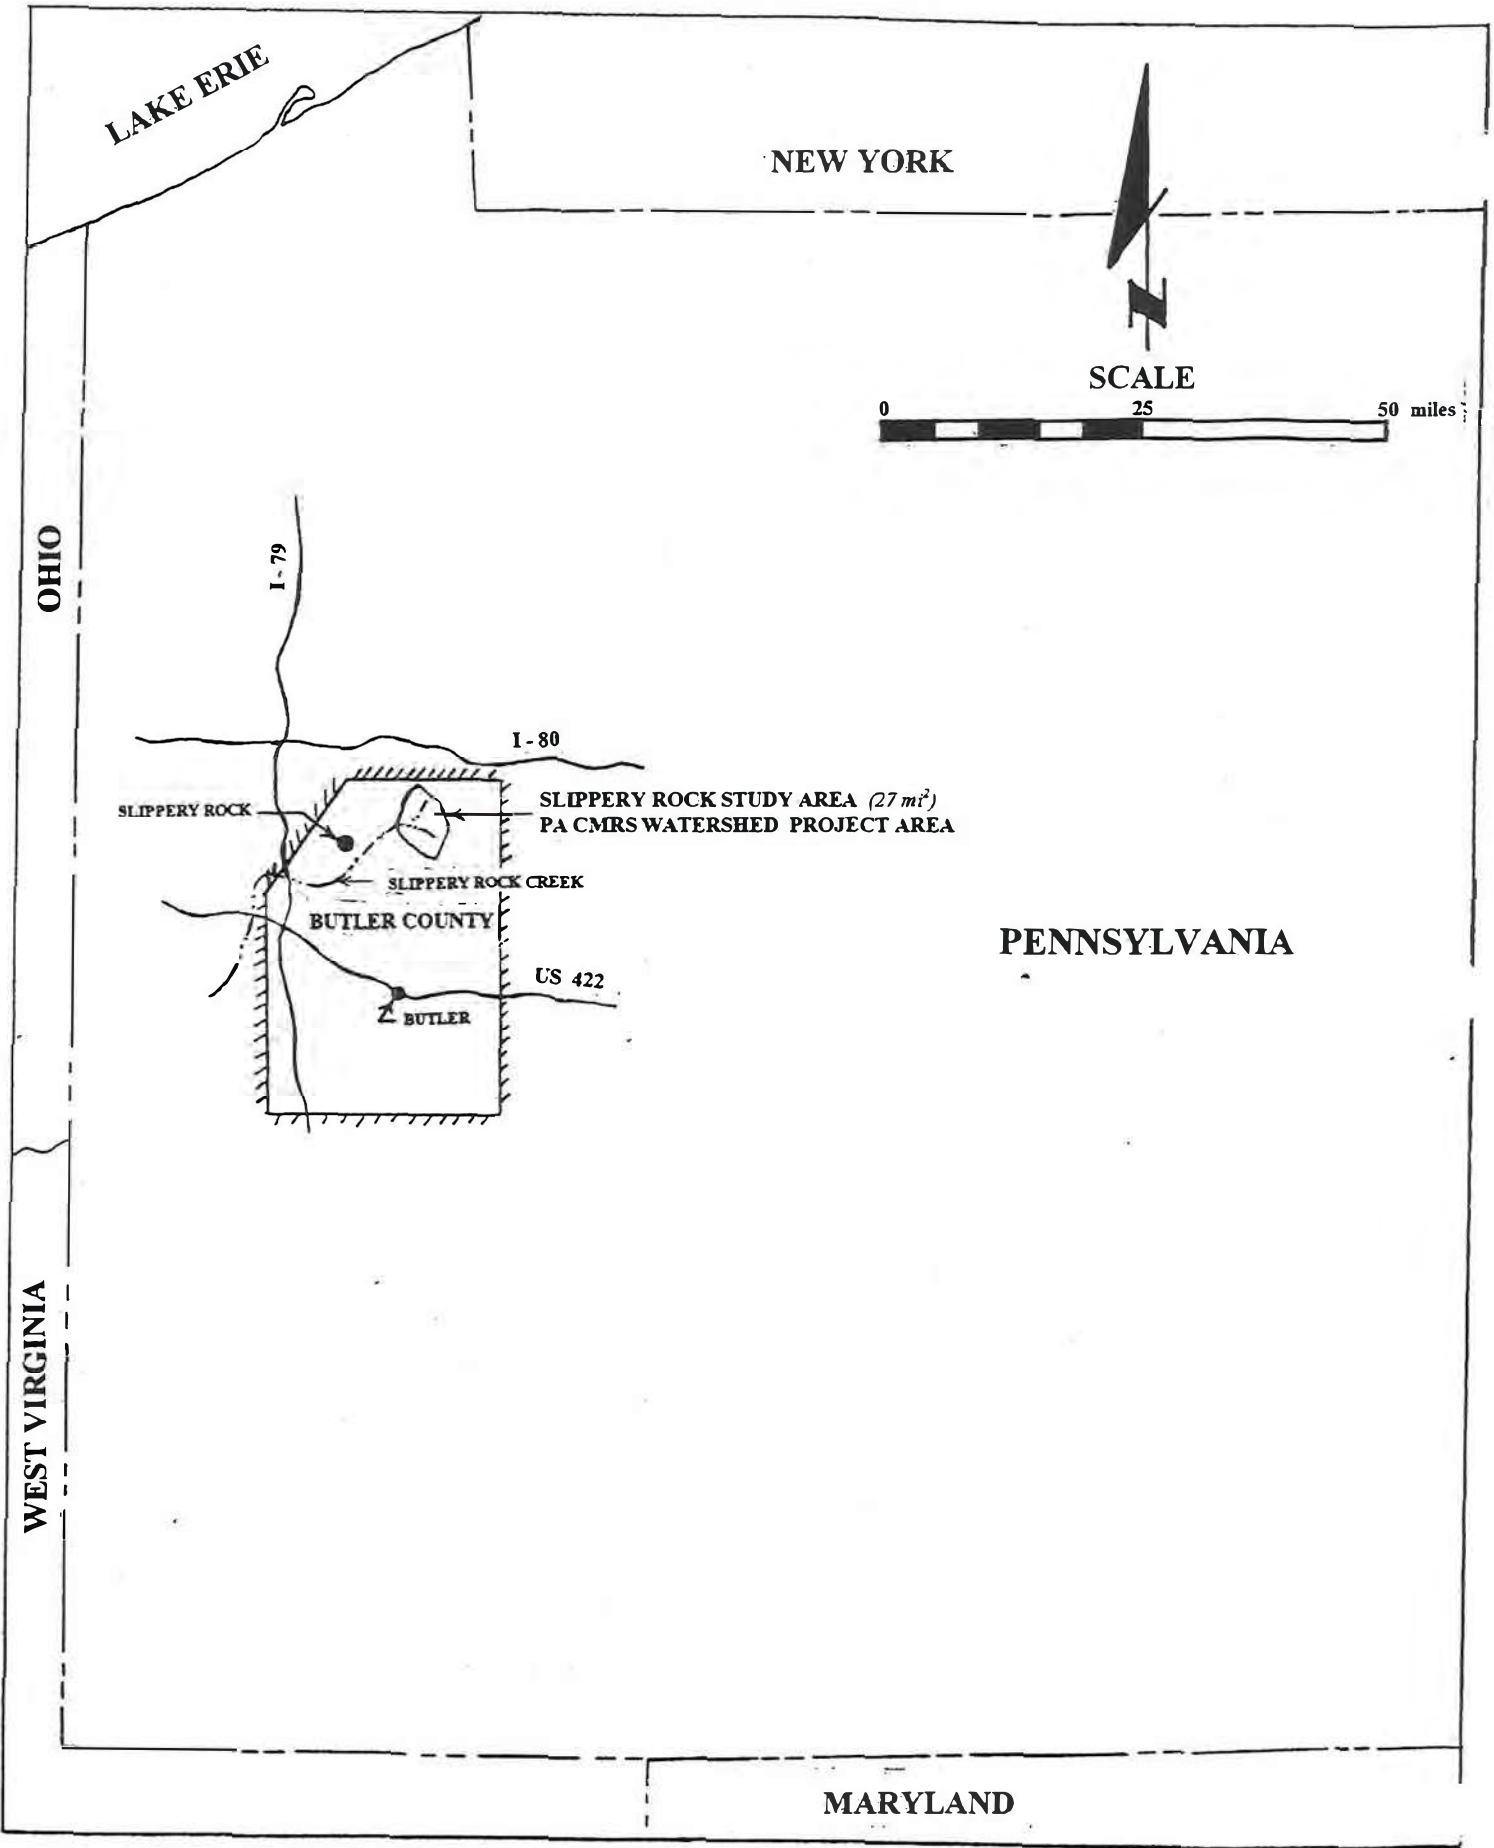 LAKE ERIE
NEW YORK
N
SCALE
0 25 50 miles
OHIO
I - 79
I - 80
SLIPPERY ROCK
SLIPPERY ROCK STUDY AREA (27 mi²)
PA CMRS WATERSHED PROJECT AREA
SLIPPERY ROCK CREEK
BUTLER COUNTY
PENNSYLVANIA
US 422
BUTLER
WEST VIRGINIA
MARYLAND